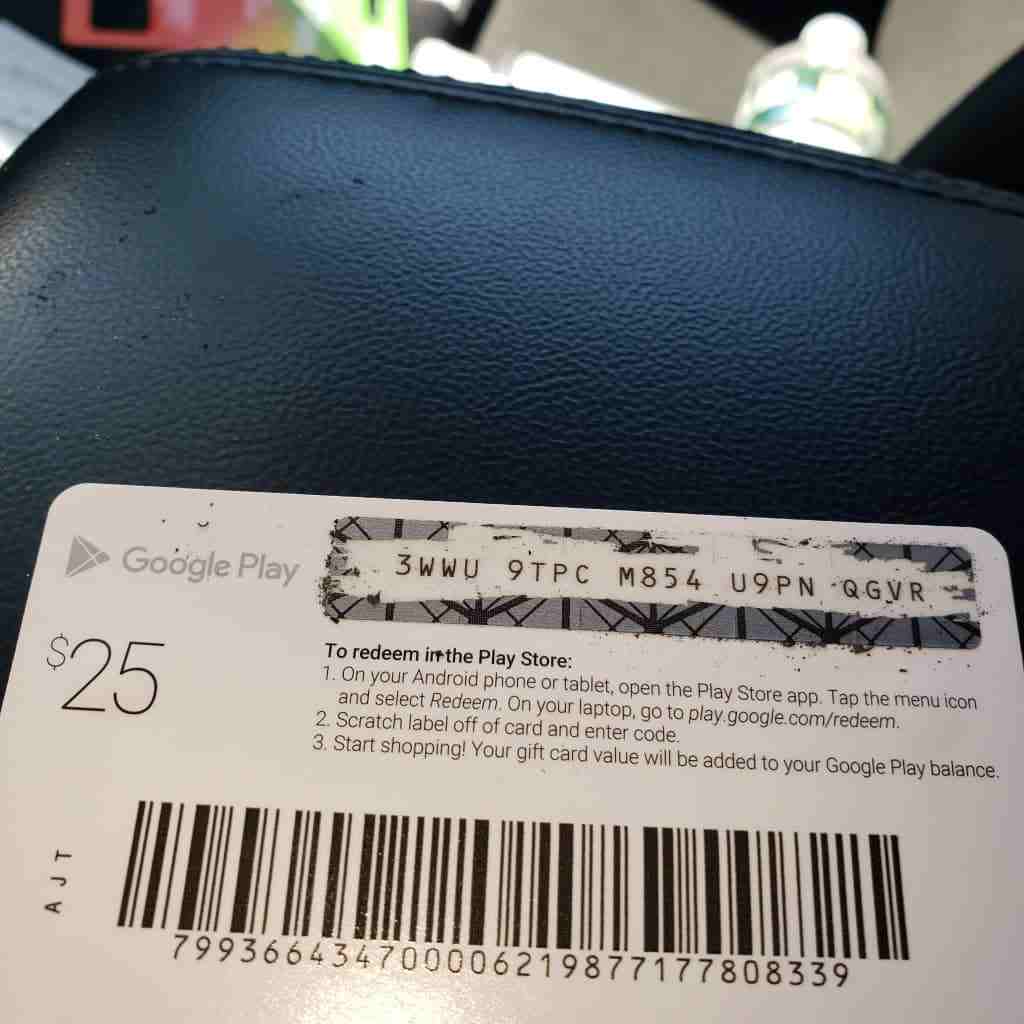 3WWU 9TPC M854 U9PN QGVR
Google Play
$25
To redeem in the Play Store:
1. On your Android phone or tablet, open the Play Store app. Tap the menu icon
and select Redeem. On your laptop, go to play.google.com/redeem.
2. Scratch label off of card and enter code.
3. Start shopping! Your gift card value will be added to your Google Play balance.
AJT
799366434700006219877177808339